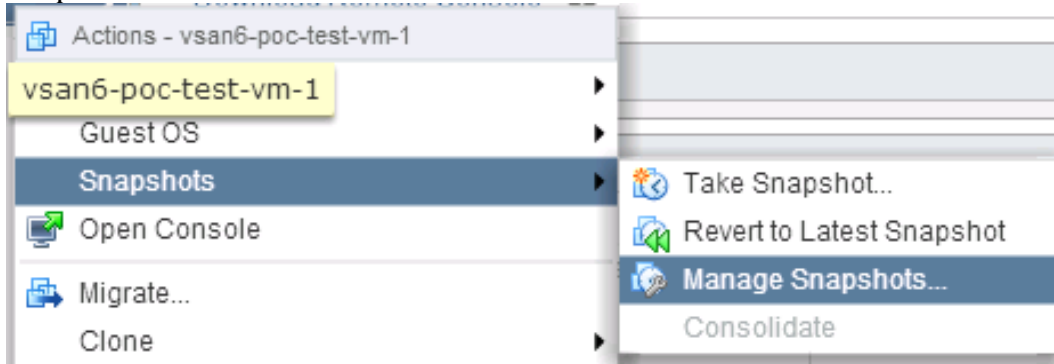 Actions - vsan6-poc-test-vm-1
vsan6-poc-test-vm-1
Guest OS
Snapshots
Open Console
Migrate...
Clone
Take Snapshot...
Revert to Latest Snapshot
Manage Snapshots...
Consolidate